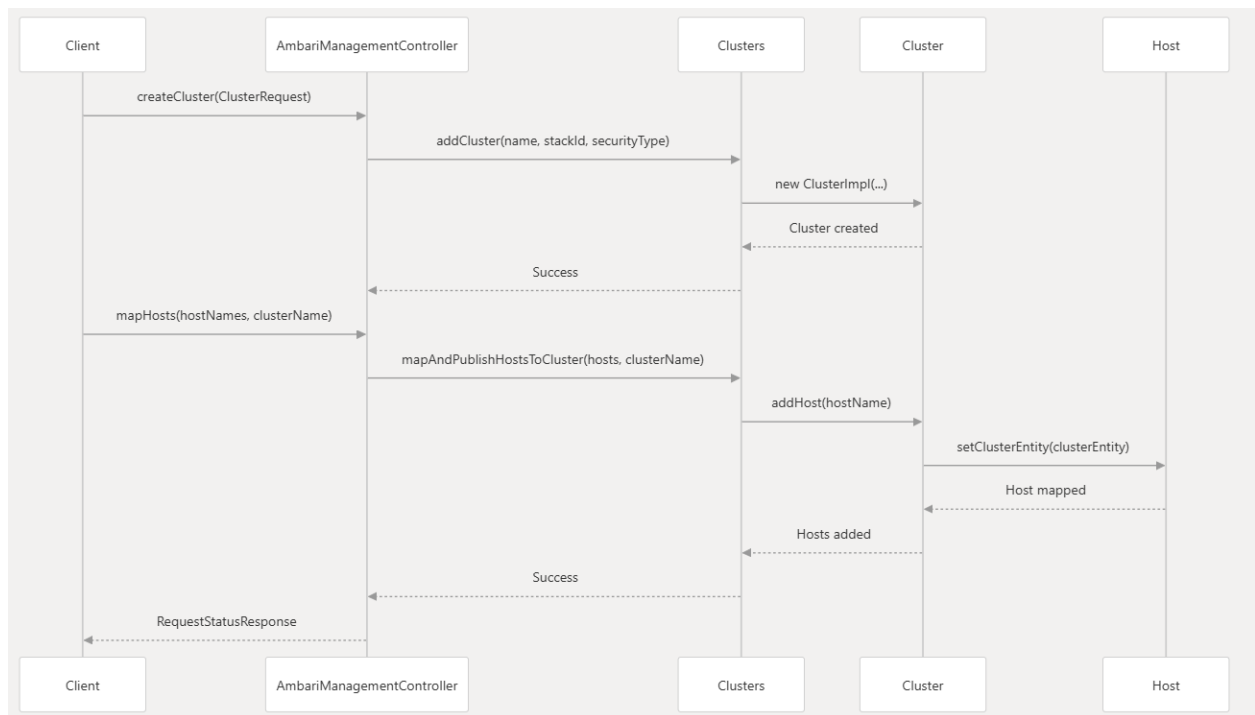 Client
AmbariManagementController
Clusters
Cluster
Host
createCluster(ClusterRequest)
addCluster(name, stackId, securityType)
new ClusterImpl(...)
Cluster created
Success
mapHosts(hostNames, clusterName)
mapAndPublishHostsToCluster(hosts, clusterName)
addHost(hostName)
setClusterEntity(clusterEntity)
Host mapped
Hosts added
Success
RequestStatusResponse
Client
AmbariManagementController
Clusters
Cluster
Host